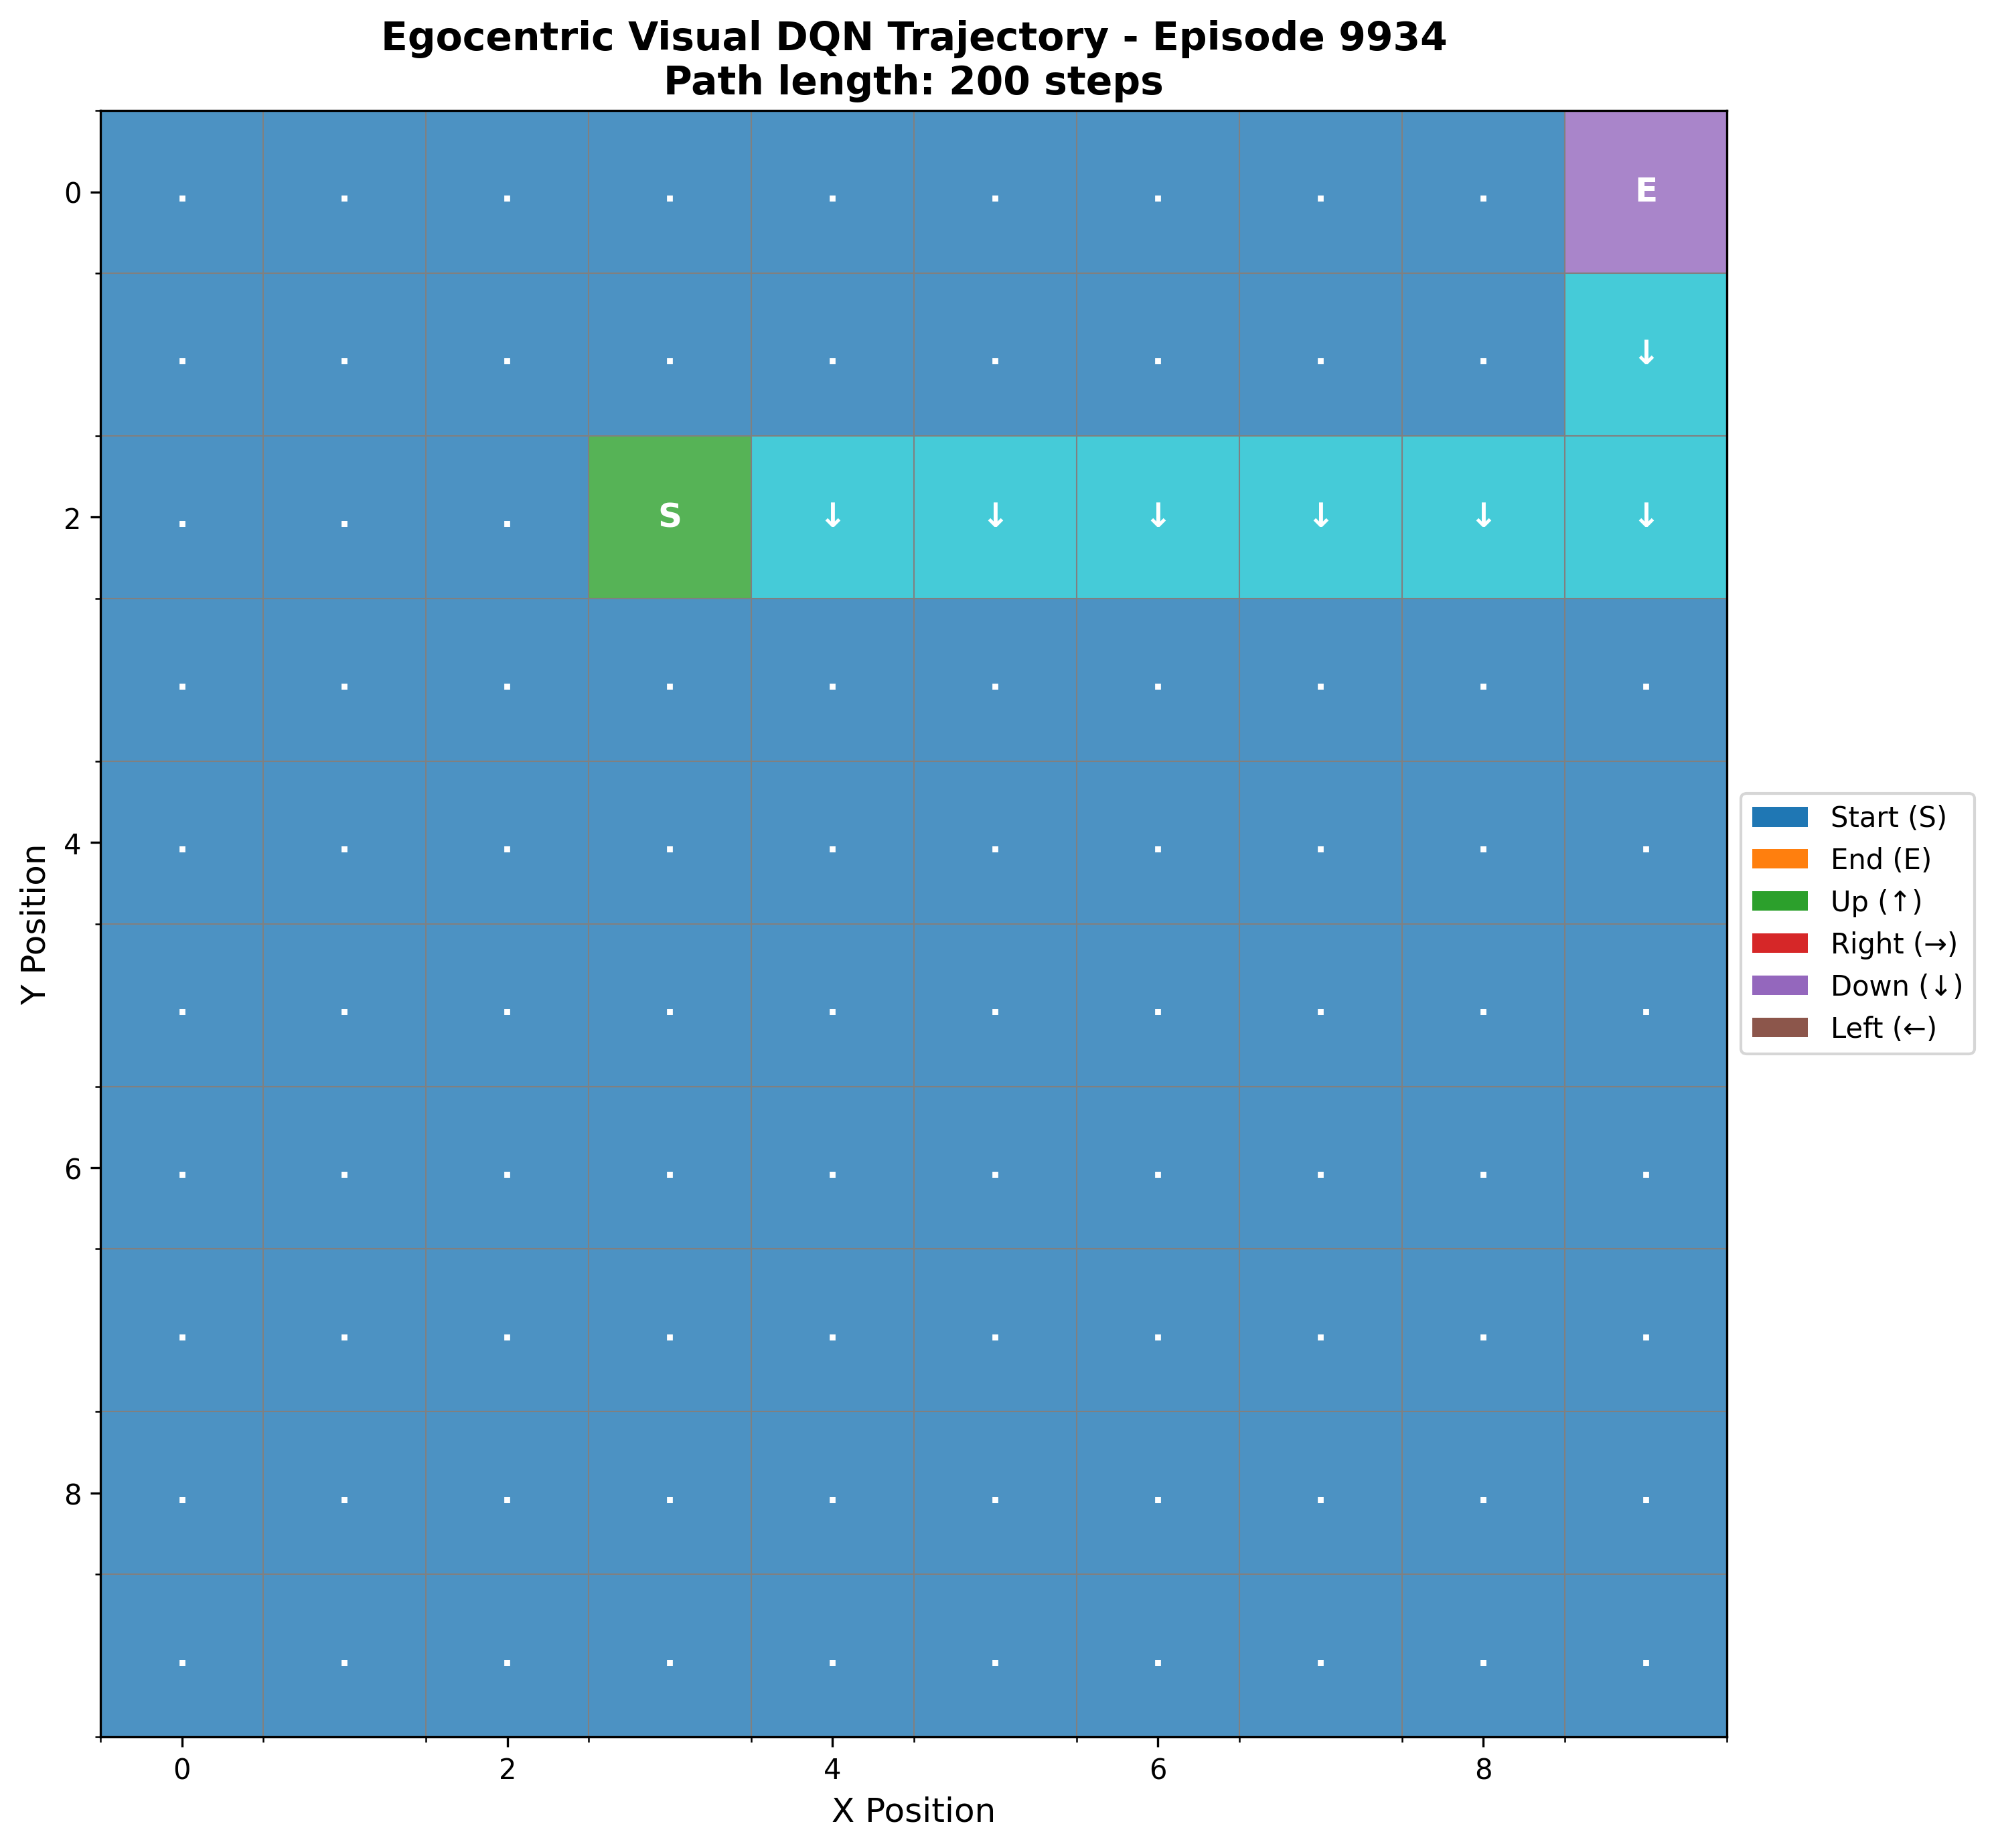 Egocentric Visual DQN Trajectory - Episode 9934
Path length: 200 steps
0
. . . . . . . . . E
. . . . . . . . . ↓
2
. . . S ↓ ↓ ↓ ↓ ↓ ↓
. . . . . . . . . .
4
. . . . . . . . . .
. . . . . . . . . .
6
. . . . . . . . . .
. . . . . . . . . .
8
. . . . . . . . . .
. . . . . . . . . .
Y Position
0 2 4 6 8
X Position
Start (S)
End (E)
Up (↑)
Right (→)
Down (↓)
Left (←)